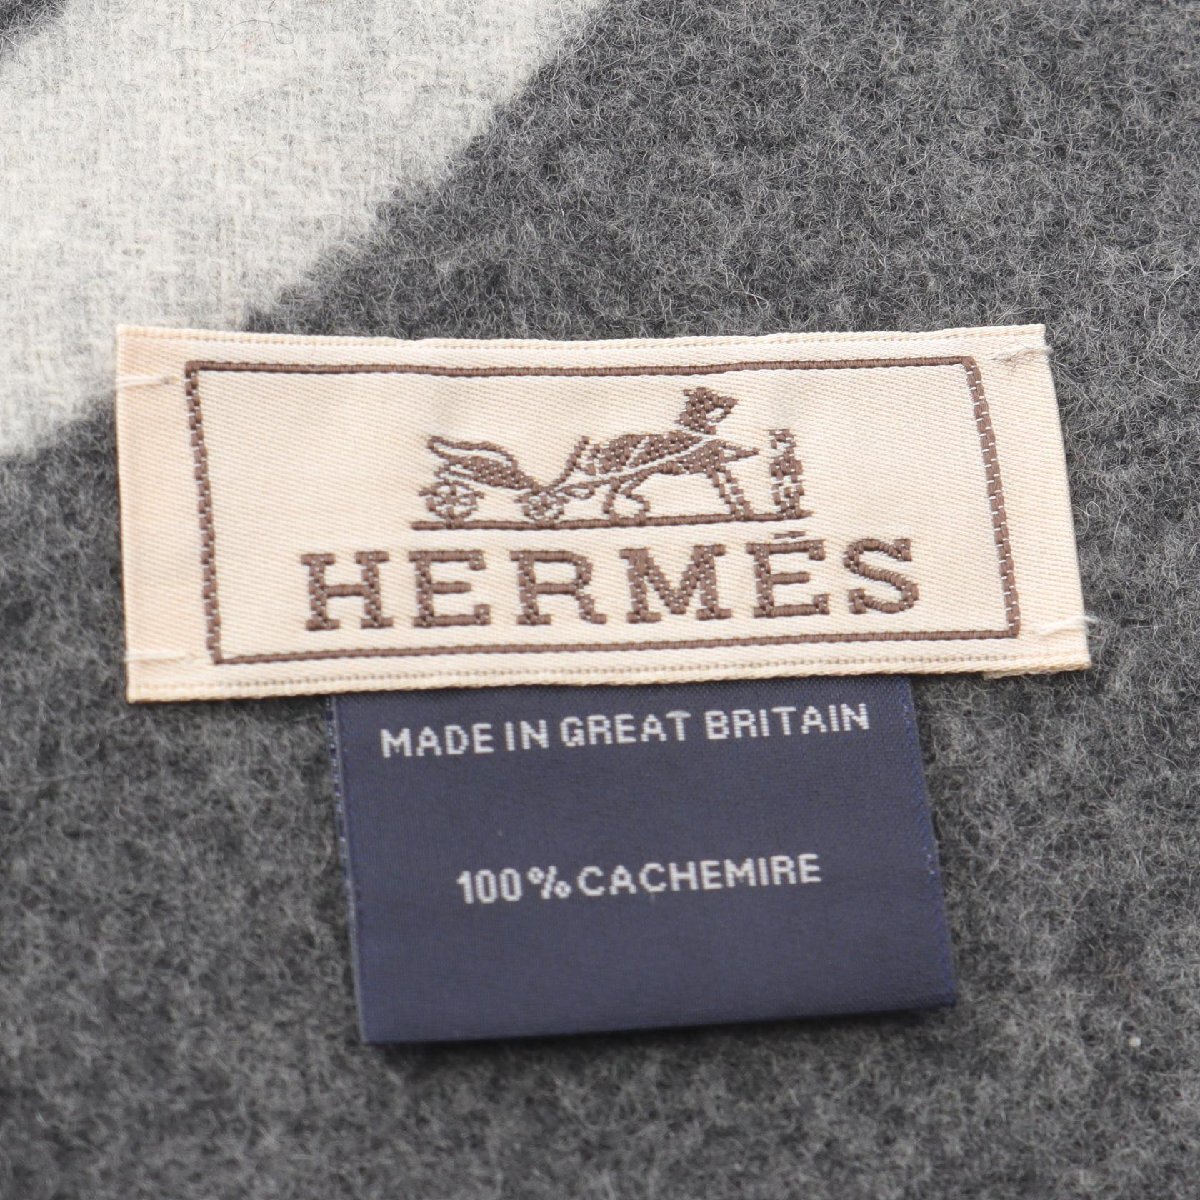 HERMÈS
MADE IN GREAT BRITAIN
100% CACHEMIRE